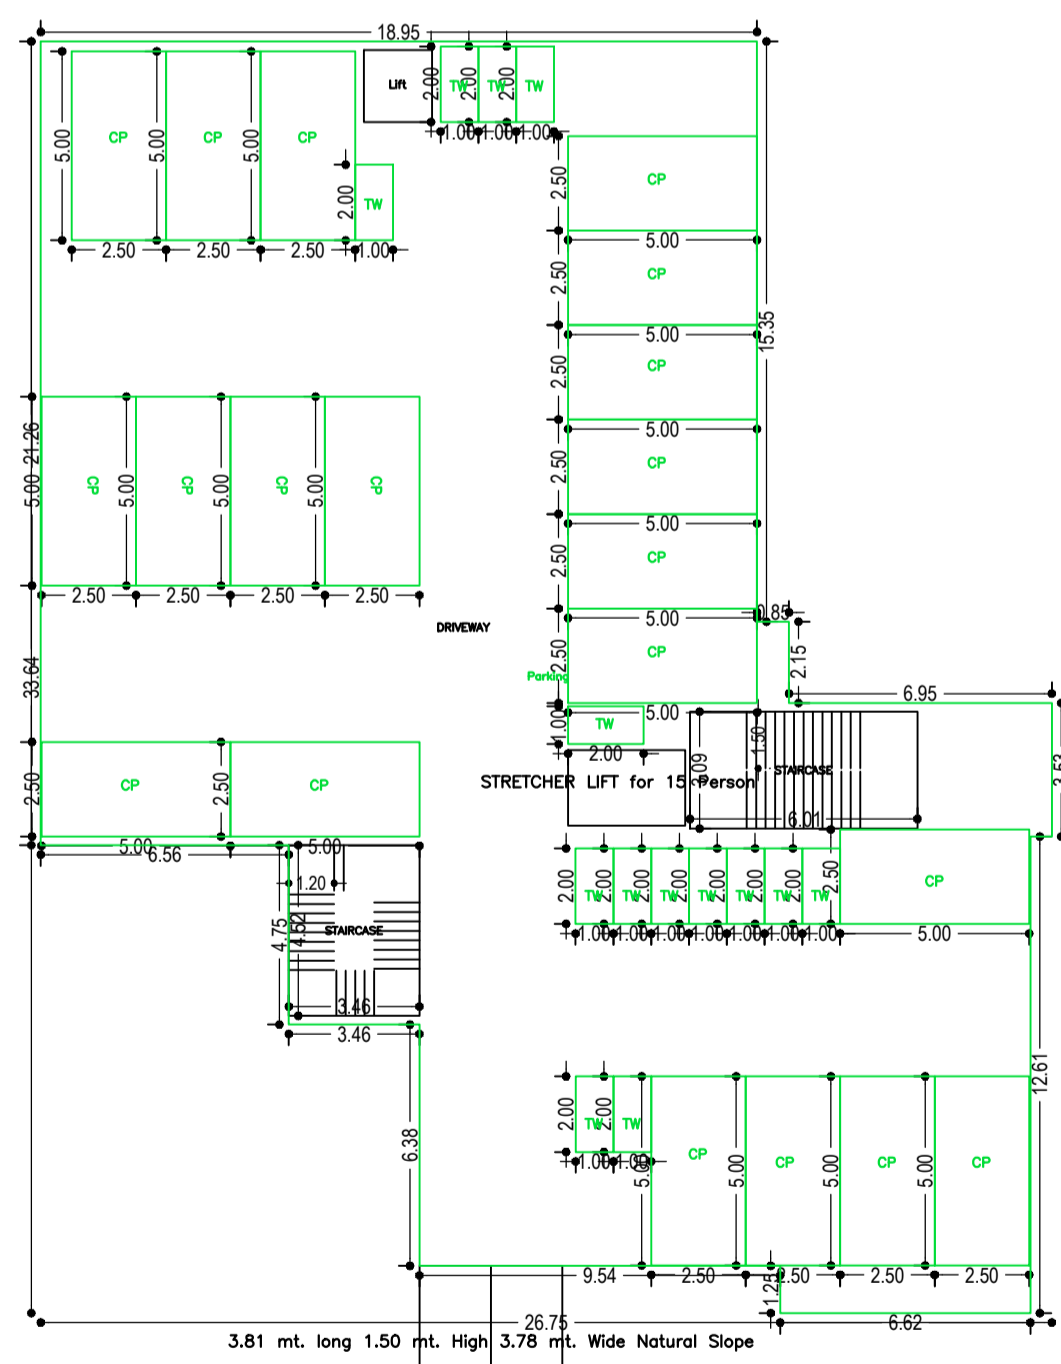 18.95
Lift
2.00 2.00 2.00
TW TW TW
1.00 1.00 1.00
CP CP CP
5.00 5.00 5.00
2.00
TW
2.50 2.50 2.50 1.00
2.50 CP
5.00
2.50 CP
5.00
15.35
2.50 CP
5.00
2.50 CP
5.00
2.50 CP
5.00
2.50 CP
5.00
21.26
5.00 5.00 5.00 5.00
CP CP CP CP
2.50 2.50 2.50 2.50
DRIVEWAY
0.85
2.15
Parking
33.64
6.95
1.00 TW
2.00
1.50
3.09
STAIRCASE
3.53
STRETCHER LIFT for 15 Person
6.01
2.50 CP 2.50 CP
5.00 5.00
6.56
1.20
4.75 4.52
STAIRCASE
3.46
3.46
2.00 2.00 2.00 2.00 2.00 2.00 2.00 2.50
TW TW TW TW TW TW TW CP
1.00 1.00 1.00 1.00 1.00 1.00 1.00 5.00
6.38
12.61
2.00 2.00
TW TW
1.00 1.00
5.00 5.00 5.00 5.00
CP CP CP CP
9.54 2.50 2.50 2.50 2.50
1.25
26.75 6.62
3.81 mt. long 1.50 mt. High 3.78 mt. Wide Natural Slope